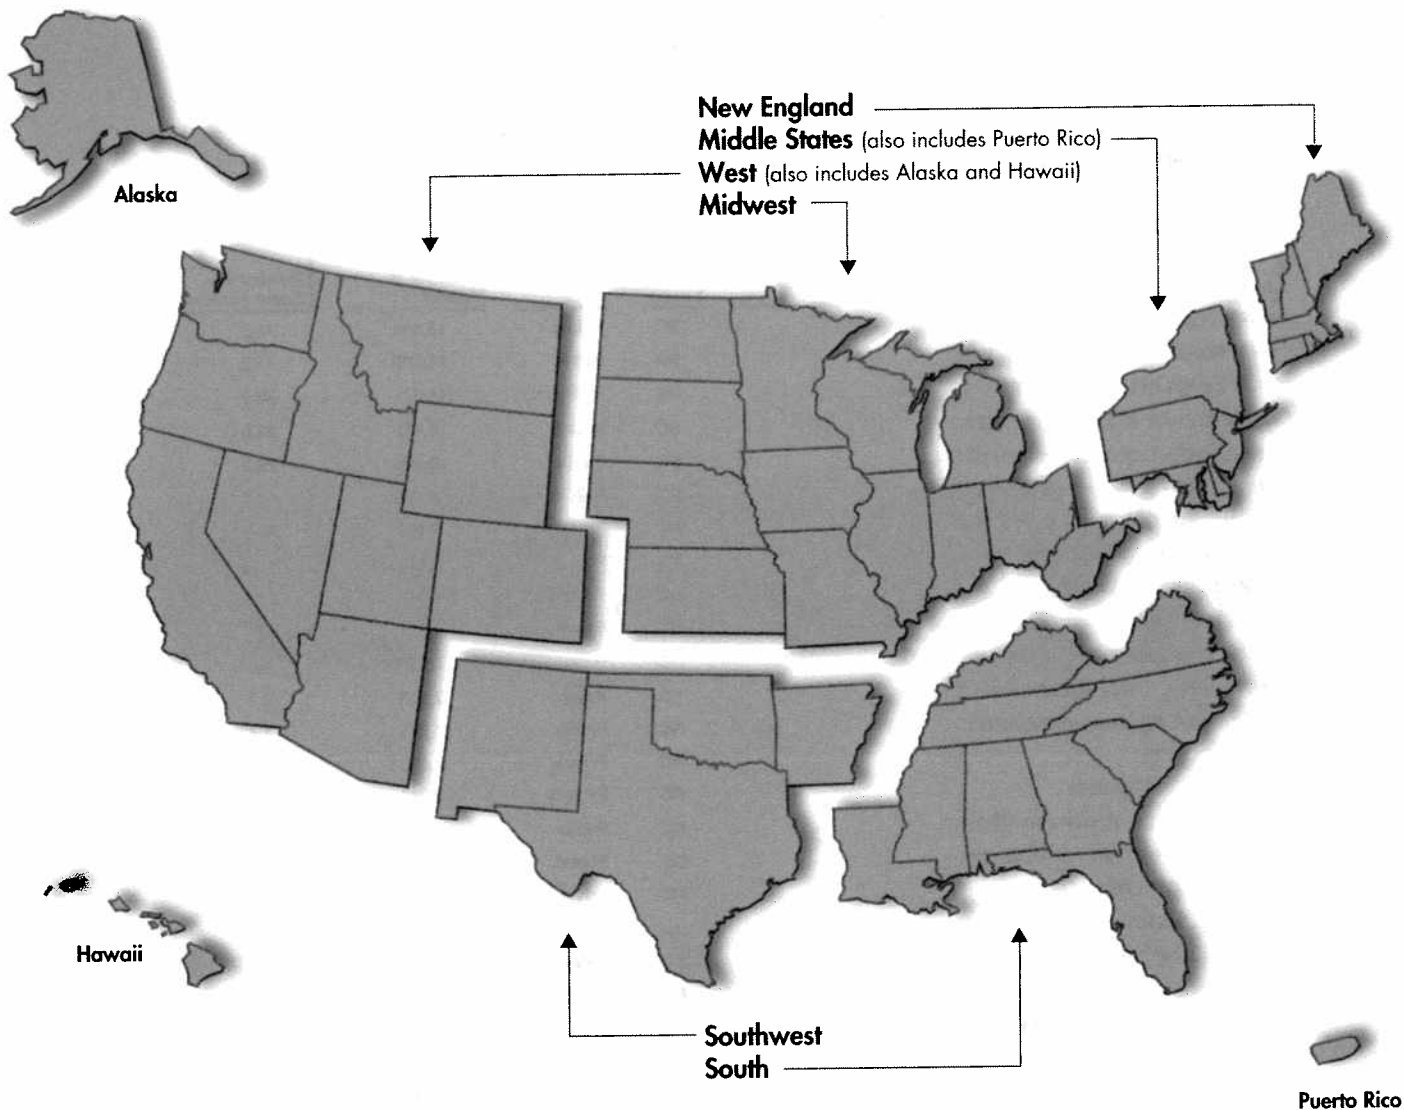 New England
Middle States (also includes Puerto Rico)
West (also includes Alaska and Hawaii)
Midwest
Alaska
Hawaii
Southwest
South
Puerto Rico